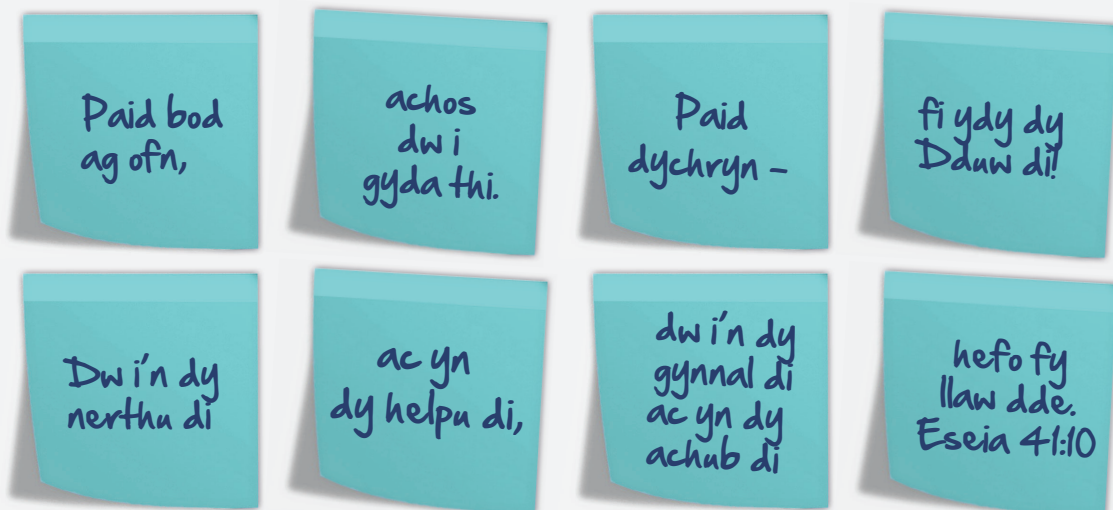 Paid bod
ag ofn,
achos
dw i
gyda thi.
Paid
dychryn –
fi ydy dy
Dduw di!
Dw i'n dy
nerthu di
ac yn
dy helpu di,
dw i'n dy
gynnal di
ac yn dy
achub di
hefo fy
llaw dde.
Eseia 41:10